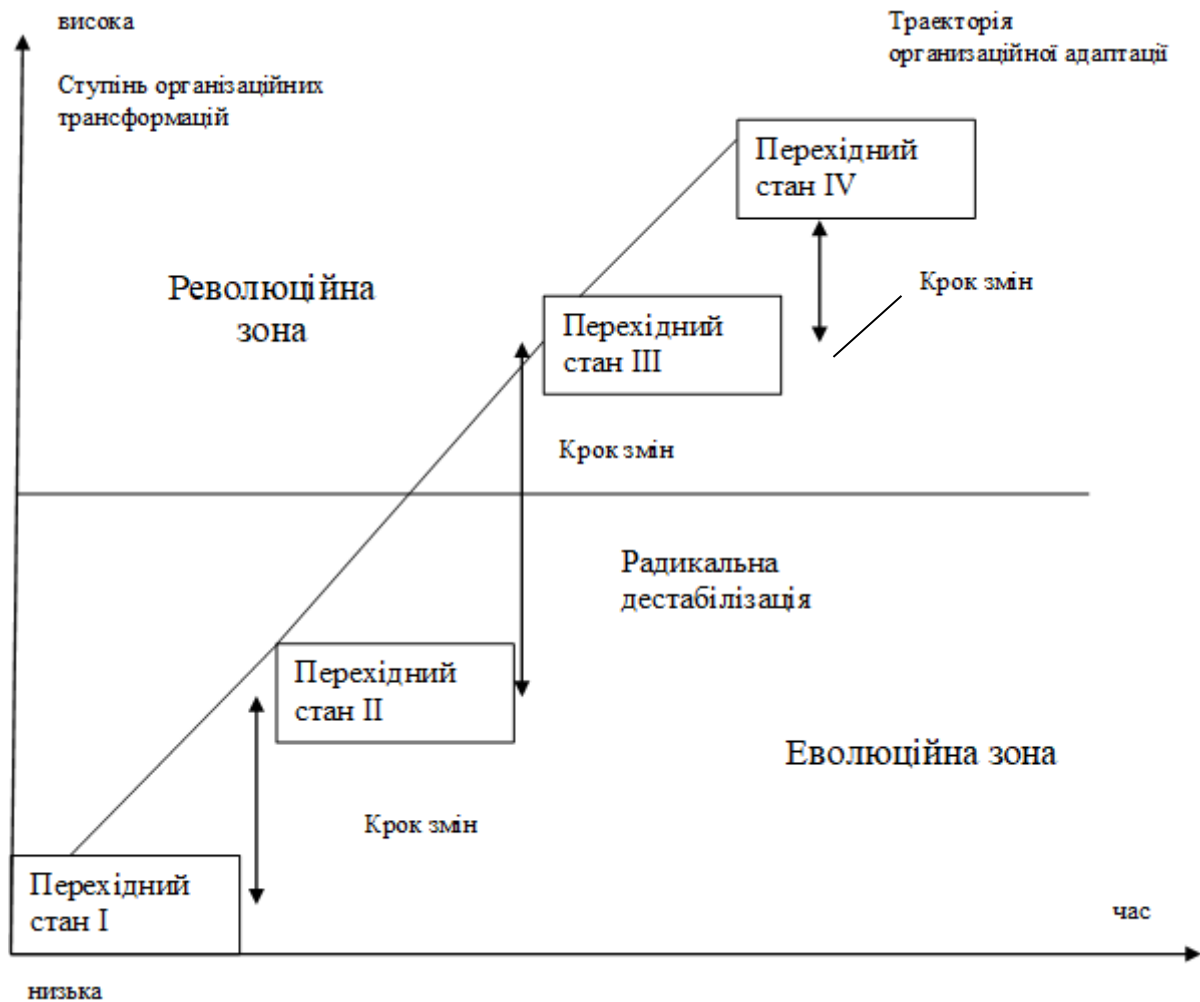 висока
Траекторія
организаційної адаптації
Ступінь організаційних
трансформацій
Перехідний
стан IV
Революційна
зона
Крок змін
Перехідний
стан III
Крок змін
Радикальна
дестабілізація
Перехідний
стан II
Еволюційна зона
Крок змін
Перехідний
стан I
час
низька